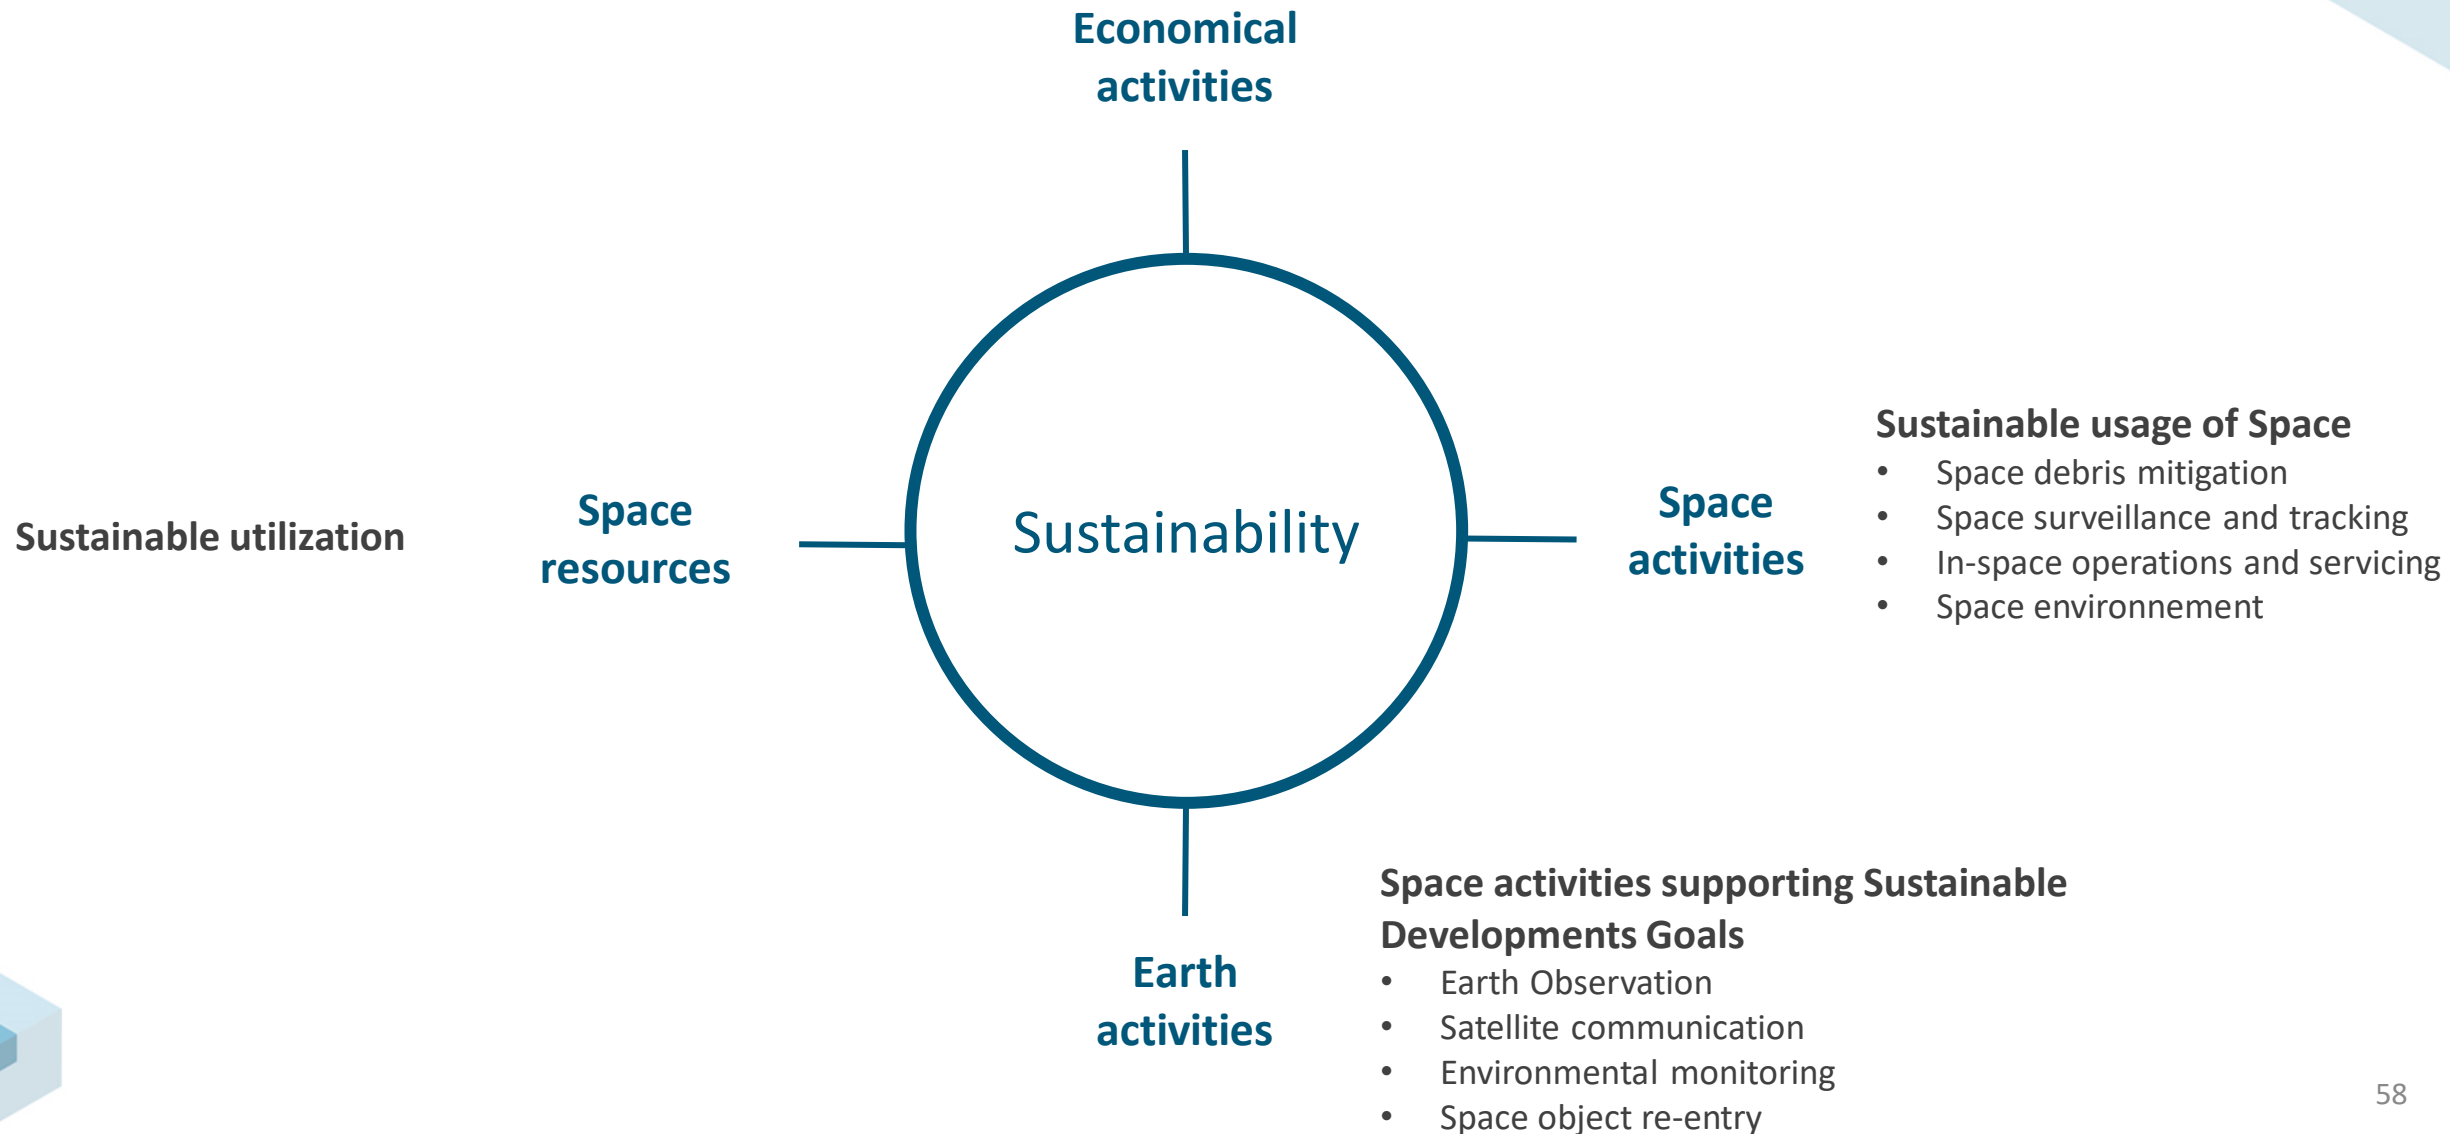 Economical
activities
Sustainable utilization
Space
resources
Sustainability
Space
activities
Sustainable usage of Space
• Space debris mitigation
• Space surveillance and tracking
• In-space operations and servicing
• Space environnement
Earth
activities
Space activities supporting Sustainable
Developments Goals
• Earth Observation
• Satellite communication
• Environmental monitoring
• Space object re-entry
58